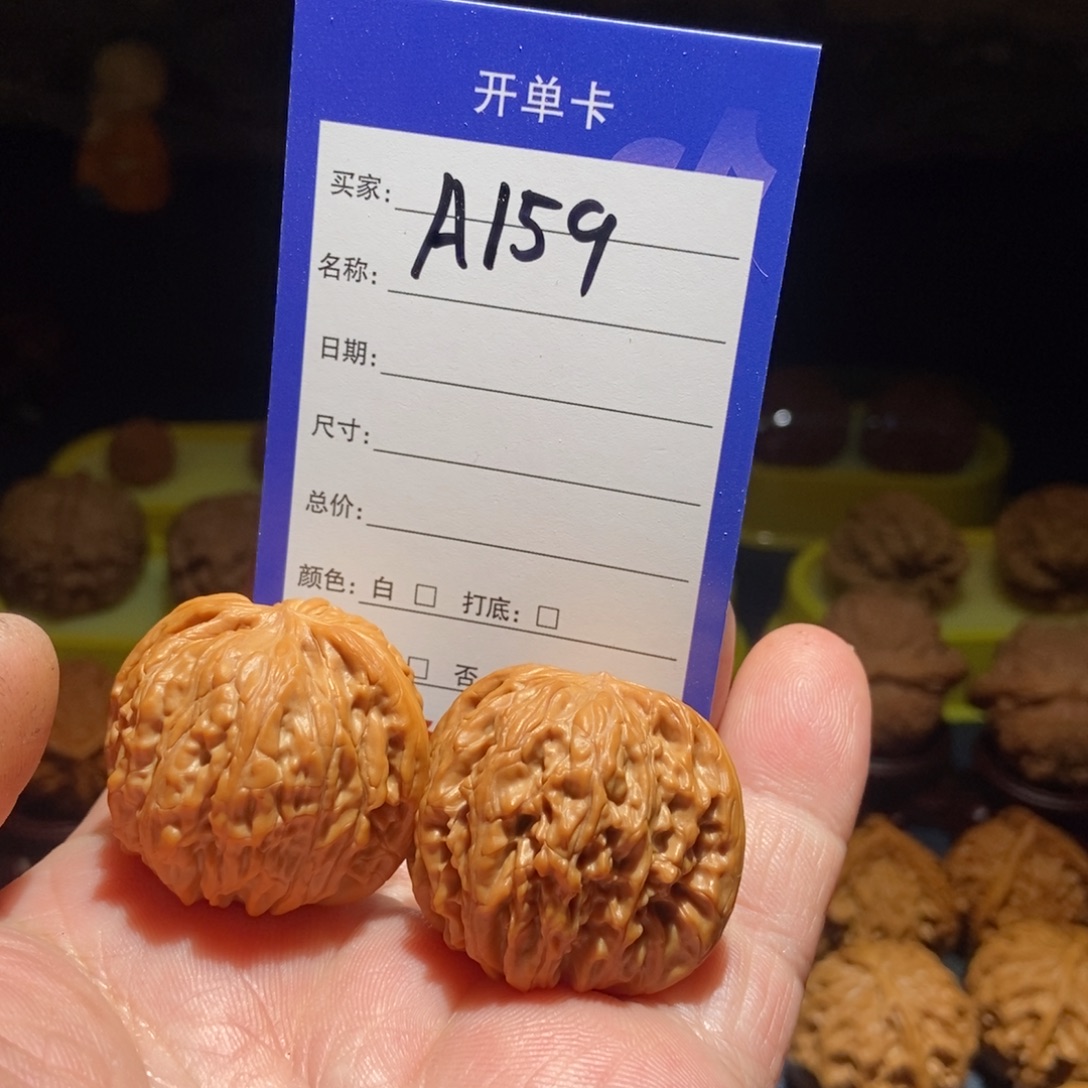 开单卡
买家: A159
名称:
日期:
尺寸:
总价:
颜色: 白 □ 打底: □
□ 否